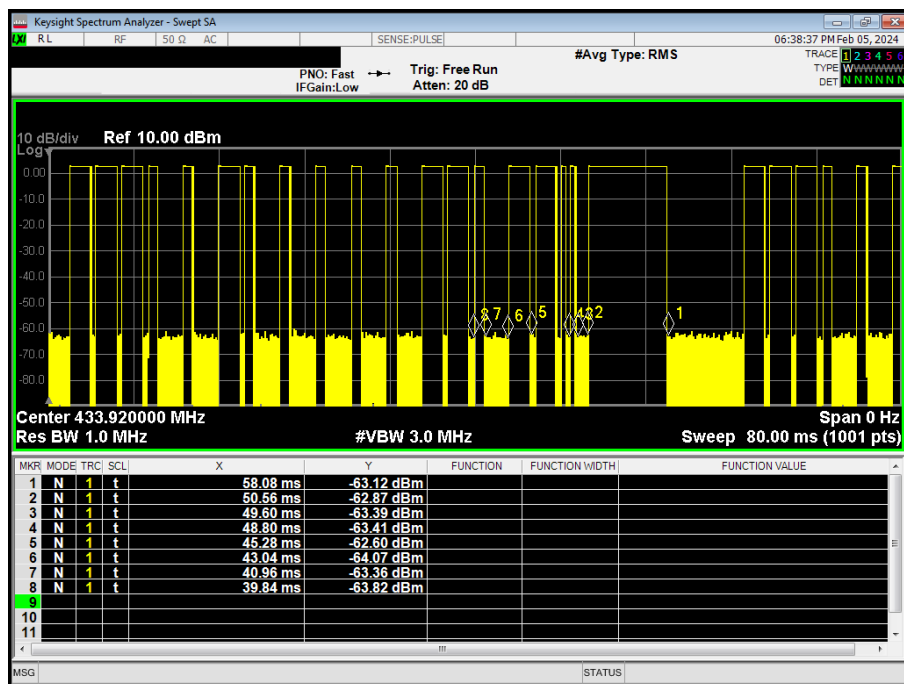 Keysight Spectrum Analyzer - Swept SA
LXI RL RF 50 Ω AC SENSE:PULSE 06:38:37 PM Feb 05, 2024
#Avg Type: RMS
TRACE 1 2 3 4 5 6
PNO: Fast Trig: Free Run
TYPE WWWWWW
IFGain:Low Atten: 20 dB
DET N N N N N N
10 dB/div Ref 10.00 dBm
Log
0.00
-10.0
-20.0
-30.0
-40.0
-50.0
-60.0
8 7 6 5 4 3 2 1
-70.0
-80.0
Center 433.920000 MHz Span 0 Hz
Res BW 1.0 MHz #VBW 3.0 MHz Sweep 80.00 ms (1001 pts)
MKR MODE TRC SCL X Y FUNCTION FUNCTION WIDTH FUNCTION VALUE
1 N 1 t 58.08 ms -63.12 dBm
2 N 1 t 50.56 ms -62.87 dBm
3 N 1 t 49.60 ms -63.39 dBm
4 N 1 t 48.80 ms -63.41 dBm
5 N 1 t 45.28 ms -62.60 dBm
6 N 1 t 43.04 ms -64.07 dBm
7 N 1 t 40.96 ms -63.36 dBm
8 N 1 t 39.84 ms -63.82 dBm
9
10
11
MSG STATUS